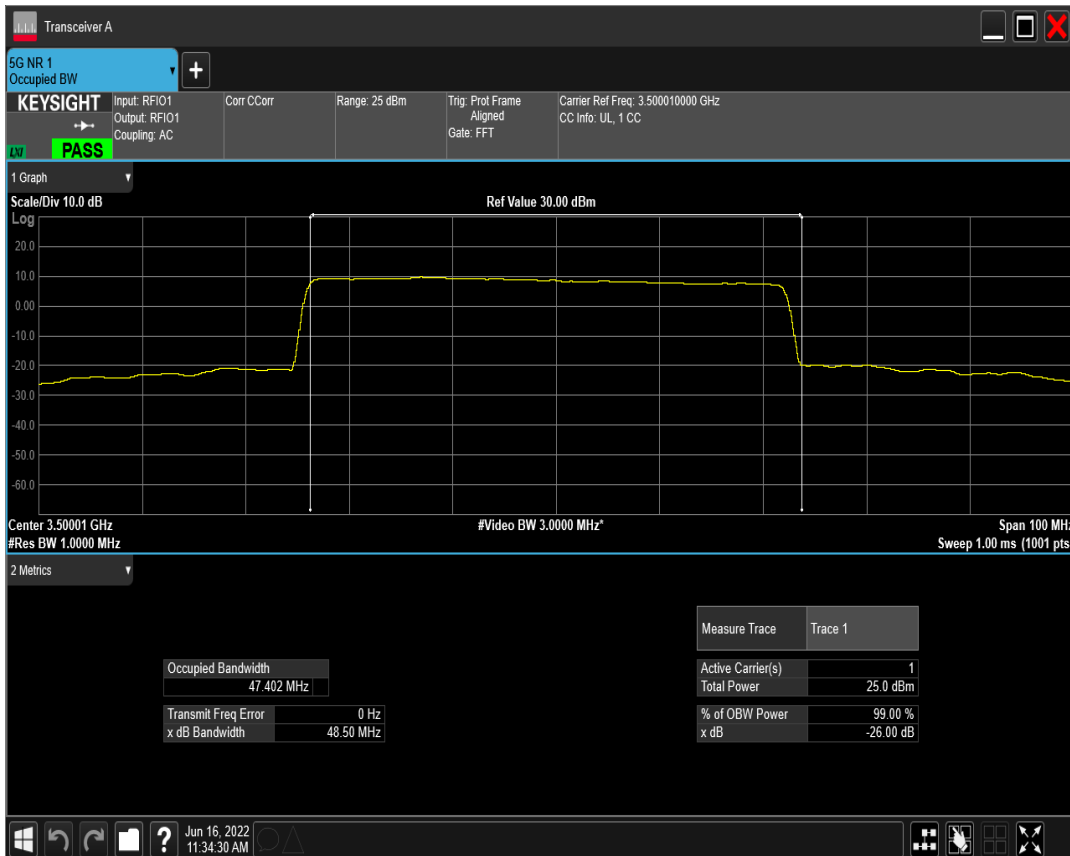 Transceiver A
5G NR 1
Occupied BW
+
KEYSIGHT
LXI
PASS
Input: RFIO1
Output: RFIO1
Coupling: AC
Corr CCorr
Range: 25 dBm
Trig: Prot Frame
Aligned
Gate: FFT
Carrier Ref Freq: 3.500010000 GHz
CC Info: UL, 1 CC
1 Graph
Scale/Div 10.0 dB
Ref Value 30.00 dBm
Log
20.0
10.0
0.00
-10.0
-20.0
-30.0
-40.0
-50.0
-60.0
Center 3.50001 GHz
#Video BW 3.0000 MHz*
Span 100 MHz
#Res BW 1.0000 MHz
Sweep 1.00 ms (1001 pts
2 Metrics
Measure Trace Trace 1
Occupied Bandwidth
47.402 MHz
Active Carrier(s) 1
Total Power 25.0 dBm
Transmit Freq Error 0 Hz
x dB Bandwidth 48.50 MHz
% of OBW Power 99.00 %
x dB -26.00 dB
?
Jun 16, 2022
11:34:30 AM